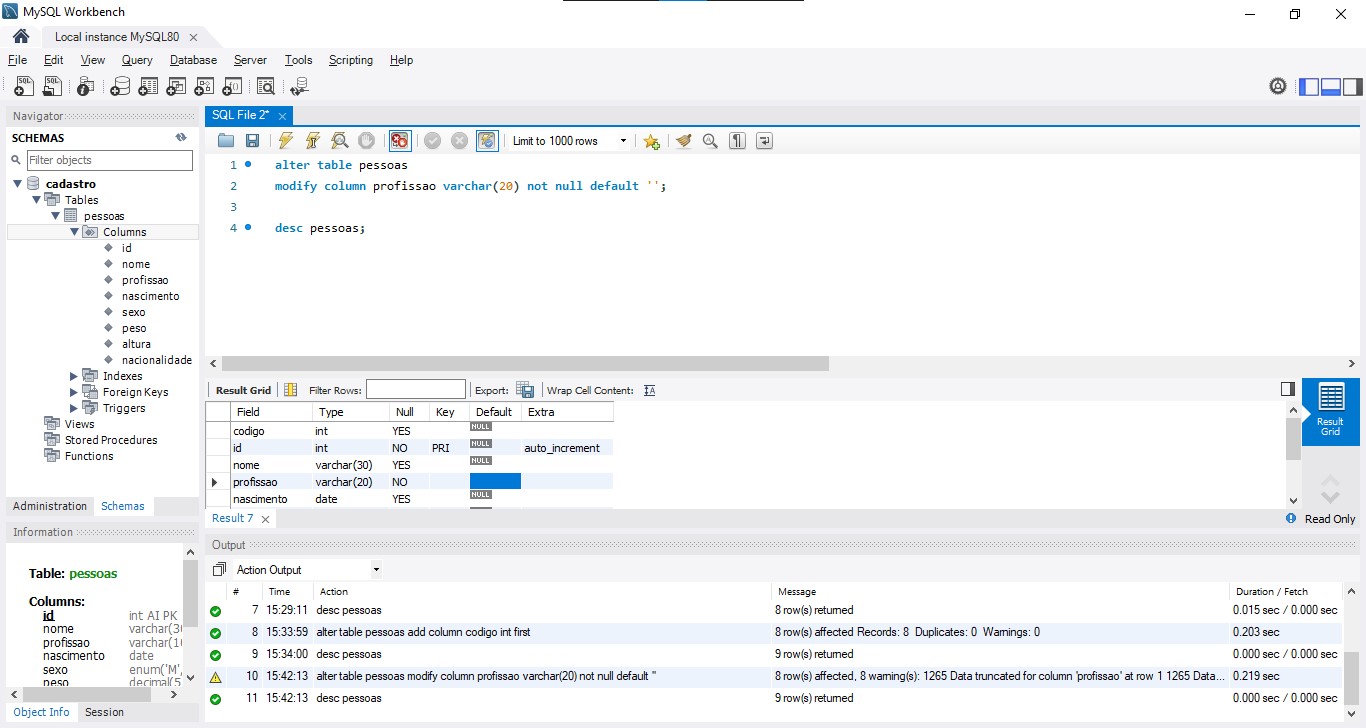 MySQL Workbench
Local instance MySQL80
File Edit View Query Database Server Tools Scripting Help
Navigator
SCHEMAS
Filter objects
cadastro
Tables
pessoas
Columns
id
nome
profissao
nascimento
sexo
peso
altura
nacionalidade
Indexes
Foreign Keys
Triggers
Views
Stored Procedures
Functions
Administration Schemas
Information
Table: pessoas
Columns:
id int AI PK
nome varchar(3
profissao varchar(1
nascimento date
sexo enum('M',
peso decimal(5
Object Info Session
SQL File 2*
Limit to 1000 rows
1 alter table pessoas
2 modify column profissao varchar(20) not null default '';
3
4 desc pessoas;
Result Grid Filter Rows: Export: Wrap Cell Content:
Field Type Null Key Default Extra
codigo int YES NULL
id int NO PRI NULL auto_increment
nome varchar(30) YES NULL
profissao varchar(20) NO
nascimento date YES NULL
Result Grid
Result 7
Read Only
Output
Action Output
# Time Action Message Duration / Fetch
7 15:29:11 desc pessoas 8 row(s) returned 0.015 sec / 0.000 sec
8 15:33:59 alter table pessoas add column codigo int first 8 row(s) affected Records: 8 Duplicates: 0 Warnings: 0 0.203 sec
9 15:34:00 desc pessoas 9 row(s) returned 0.000 sec / 0.000 sec
10 15:42:13 alter table pessoas modify column profissao varchar(20) not null default '' 8 row(s) affected, 8 warning(s): 1265 Data truncated for column 'profissao' at row 1 1265 Data... 0.219 sec
11 15:42:13 desc pessoas 9 row(s) returned 0.000 sec / 0.000 sec